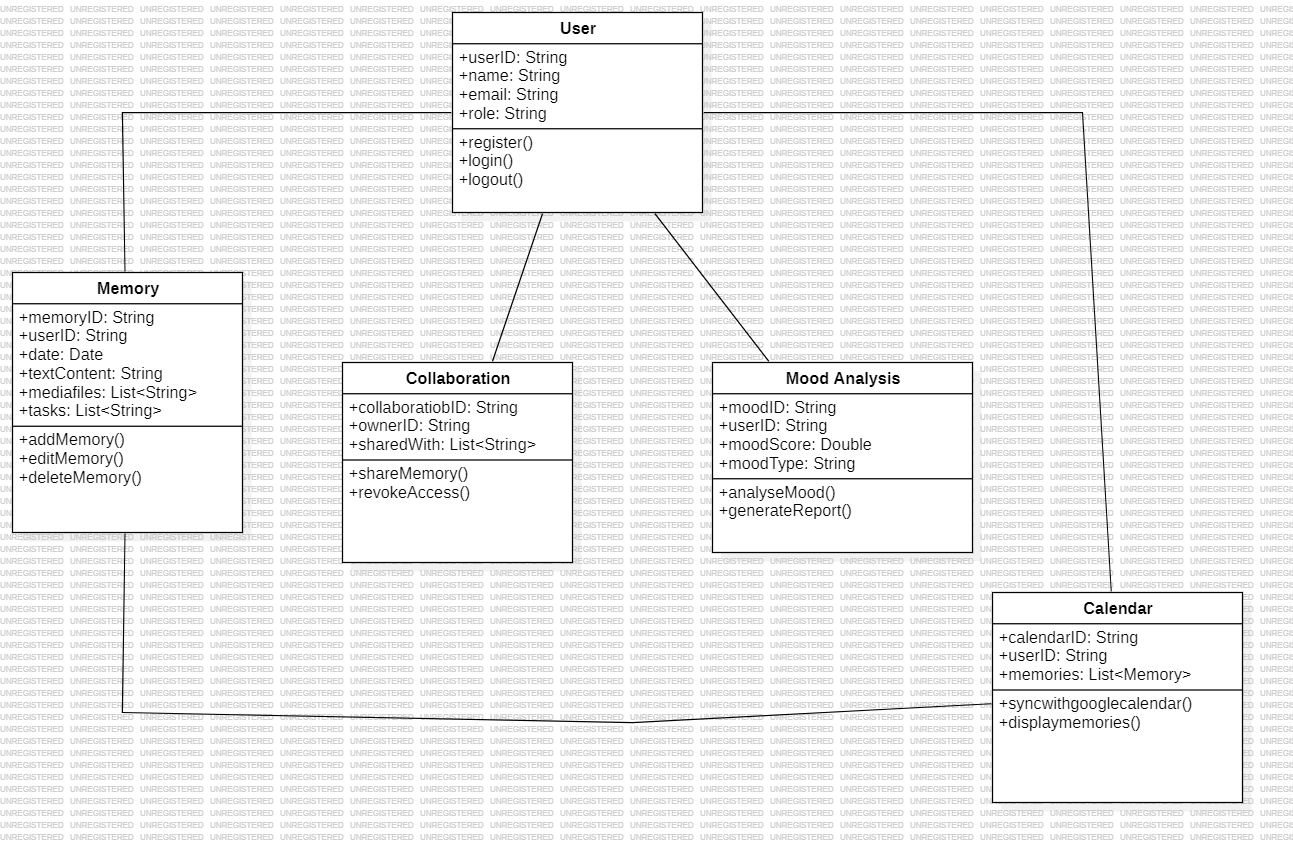 User
+userID: String
+name: String
+email: String
+role: String
+register()
+login()
+logout()
Memory
+memoryID: String
+userID: String
+date: Date
+textContent: String
+mediafiles: List<String>
+tasks: List<String>
+addMemory()
+editMemory()
+deleteMemory()
Collaboration
+collaboratiobID: String
+ownerID: String
+sharedWith: List<String>
+shareMemory()
+revokeAccess()
Mood Analysis
+moodID: String
+userID: String
+moodScore: Double
+moodType: String
+analyseMood()
+generateReport()
Calendar
+calendarID: String
+userID: String
+memories: List<Memory>
+syncwithgooglecalendar()
+displaymemories()
UNREGISTERED